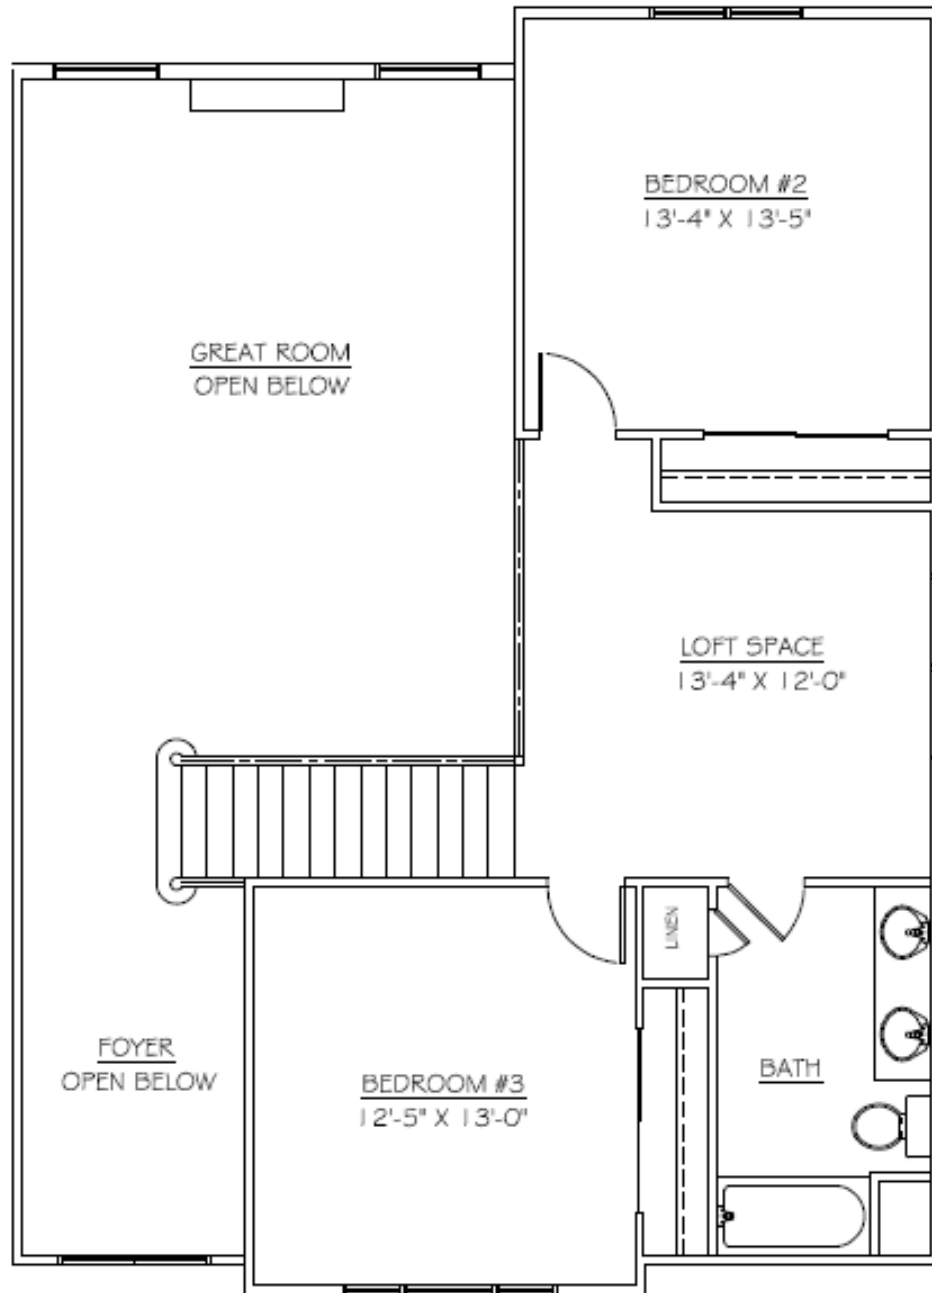 BEDROOM #2
13'-4" X 13'-5"
GREAT ROOM
OPEN BELOW
LOFT SPACE
13'-4" X 12'-0"
LINEN
FOYER
OPEN BELOW
BEDROOM #3
12'-5" X 13'-0"
BATH